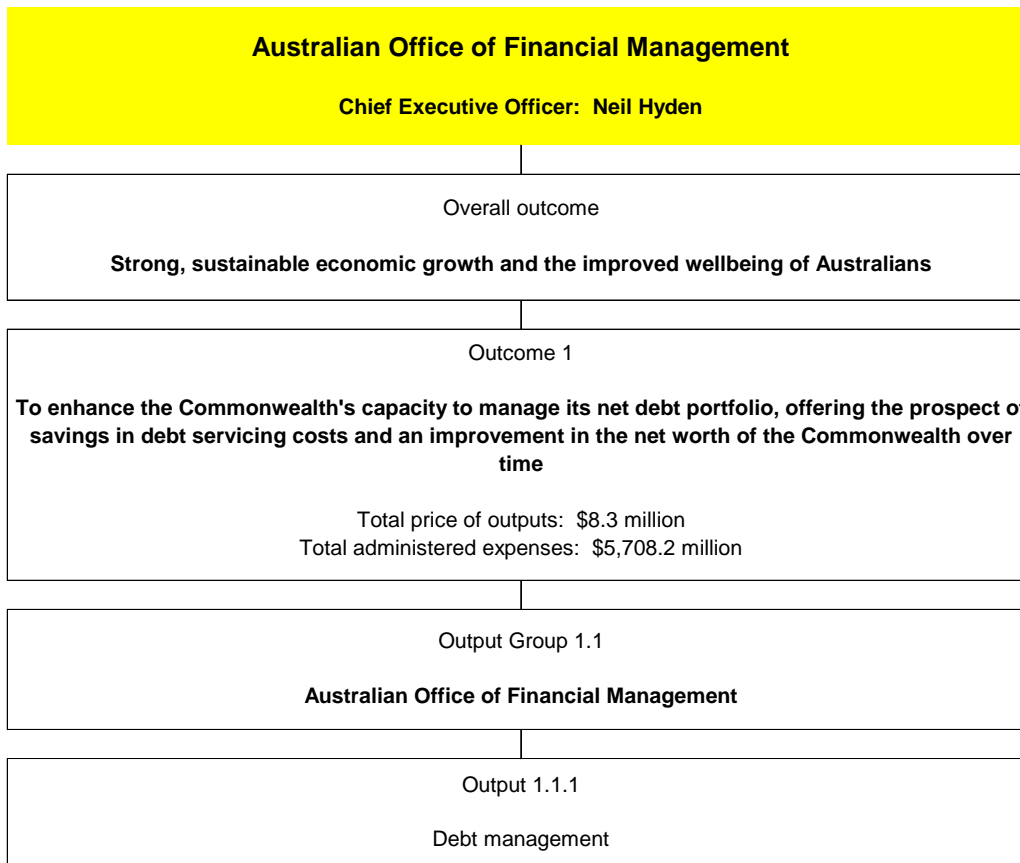 Australian Office of Financial Management
Chief Executive Officer:  Neil Hyden
Overall outcome
Strong, sustainable economic growth and the improved wellbeing of Australians
Outcome 1
To enhance the Commonwealth's capacity to manage its net debt portfolio, offering the prospect of
savings in debt servicing costs and an improvement in the net worth of the Commonwealth over
time
Total price of outputs:  $8.3 million
Total administered expenses:  $5,708.2 million
Output Group 1.1
Australian Office of Financial Management
Output 1.1.1
Debt management